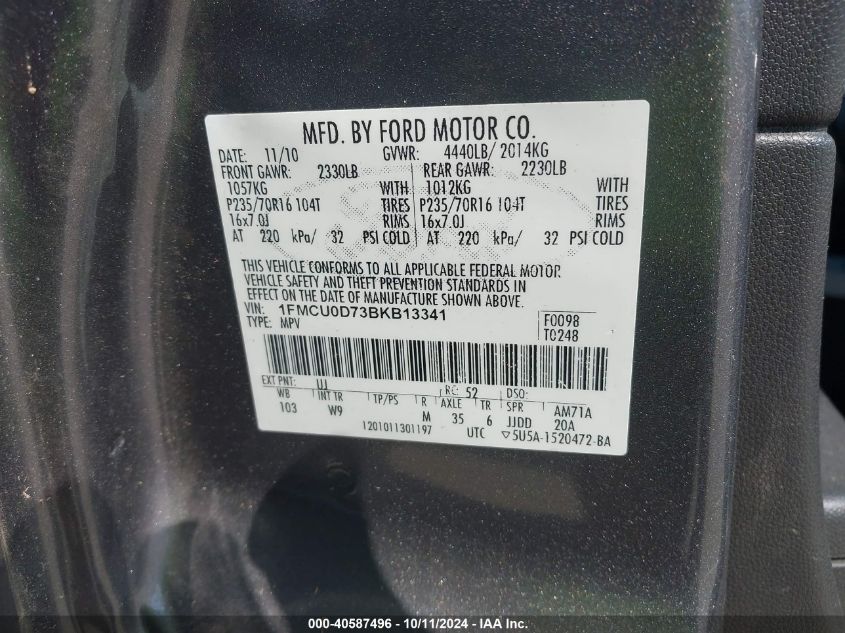 MFD. BY FORD MOTOR CO.
DATE: 11/10 GVWR: 4440LB/ 2014KG
FRONT GAWR: 2330LB REAR GAWR: 2230LB
1057KG WITH 1012KG WITH
P235/70R16 104T TIRES P235/70R16 104T TIRES
16x7.0J RIMS 16x7.0J RIMS
AT 220 kPa/ 32 PSI COLD AT 220 kPa/ 32 PSI COLD
THIS VEHICLE CONFORMS TO ALL APPLICABLE FEDERAL MOTOR
VEHICLE SAFETY AND THEFT PREVENTION STANDARDS IN
EFFECT ON THE DATE OF MANUFACTURE SHOWN ABOVE.
VIN: 1FMCU0D73BKB13341 F0098
TYPE: MPV T0248
EXT PNT: UJ RC: 52 DSO:
WB INT TR TP/PS R AXLE TR SPR AM71A
103 W9 M 35 6 JJDD 20A
1201011301197 UTC ▽5U5A-1520472-BA
000-40587496 - 10/11/2024 - IAA Inc.